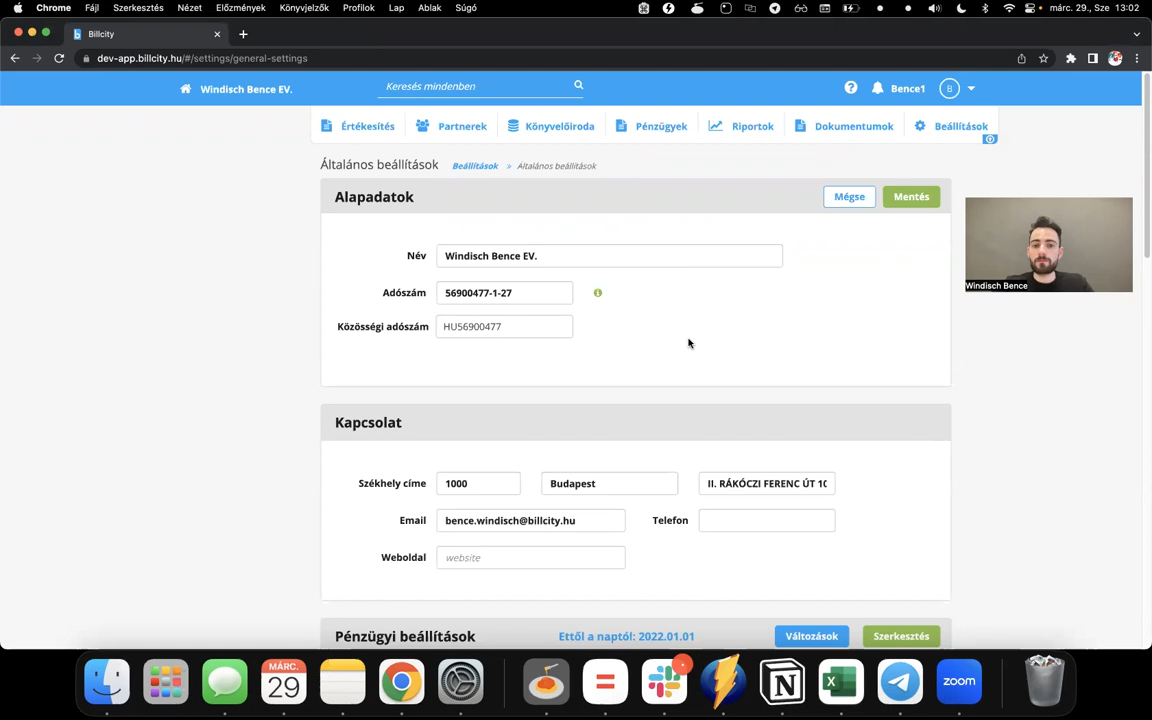 Chrome Fájl Szerkesztés Nézet Előzmények Könyvjelzők Profilok Lap Ablak Súgó márc. 29., Sze 13:02
Billcity
dev-app.billcity.hu/#/settings/general-settings
Windisch Bence EV. Keresés mindenben Bence1 B
Értékesítés Partnerek Könyvelőiroda Pénzügyek Riportok Dokumentumok Beállítások
Általános beállítások Beállítások » Általános beállítások
Alapadatok Mégse Mentés
Név Windisch Bence EV.
Adószám 56900477-1-27
Közösségi adószám HU56900477
Windisch Bence
Kapcsolat
Székhely címe 1000 Budapest II. RÁKÓCZI FERENC ÚT 10
Email bence.windisch@billcity.hu Telefon
Weboldal website
Pénzügyi beállítások Ettől a naptól: 2022.01.01 Változások Szerkesztés
MÁRC.
29
zoom